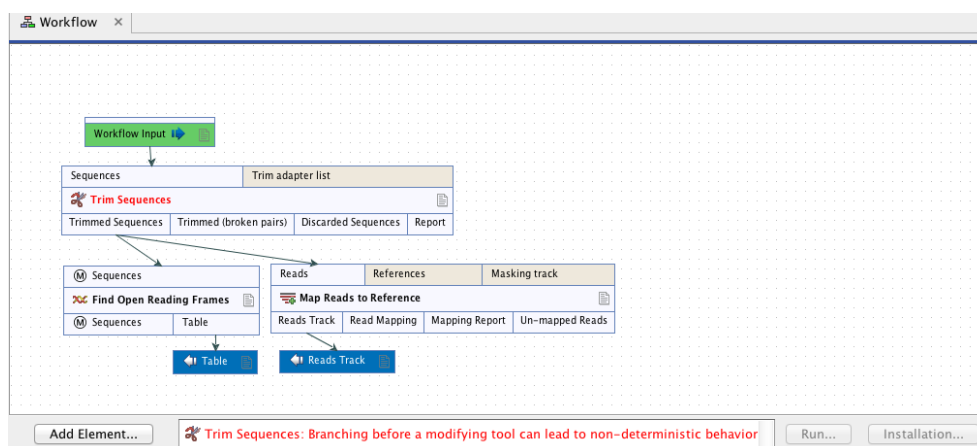 Workflow ×
Workflow Input
Sequences Trim adapter list
Trim Sequences
Trimmed Sequences Trimmed (broken pairs) Discarded Sequences Report
M Sequences
Find Open Reading Frames
M Sequences Table
Reads References Masking track
Map Reads to Reference
Reads Track Read Mapping Mapping Report Un-mapped Reads
Table
Reads Track
Add Element...
Trim Sequences: Branching before a modifying tool can lead to non-deterministic behavior
Run...
Installation...